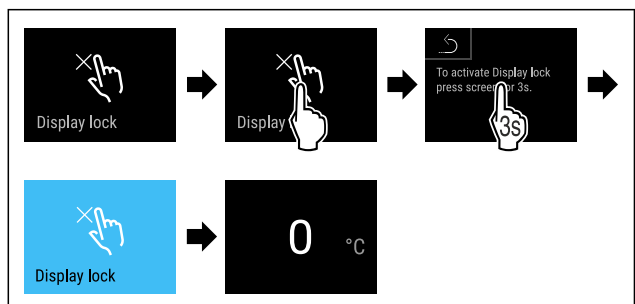 Display lock
Display
To activate Display lock
press screen for 3s.
3s
Display lock
0 °C